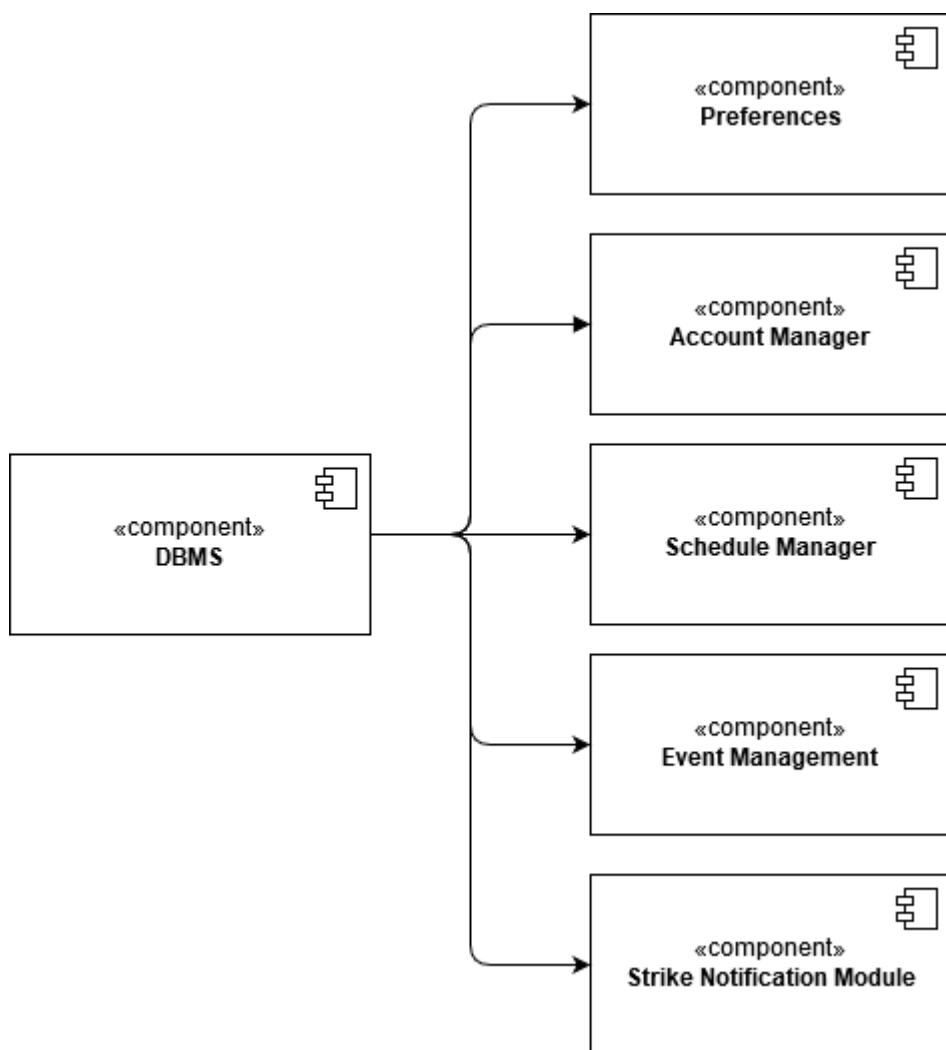 «component»
Preferences
«component»
Account Manager
«component»
DBMS
«component»
Schedule Manager
«component»
Event Management
«component»
Strike Notification Module